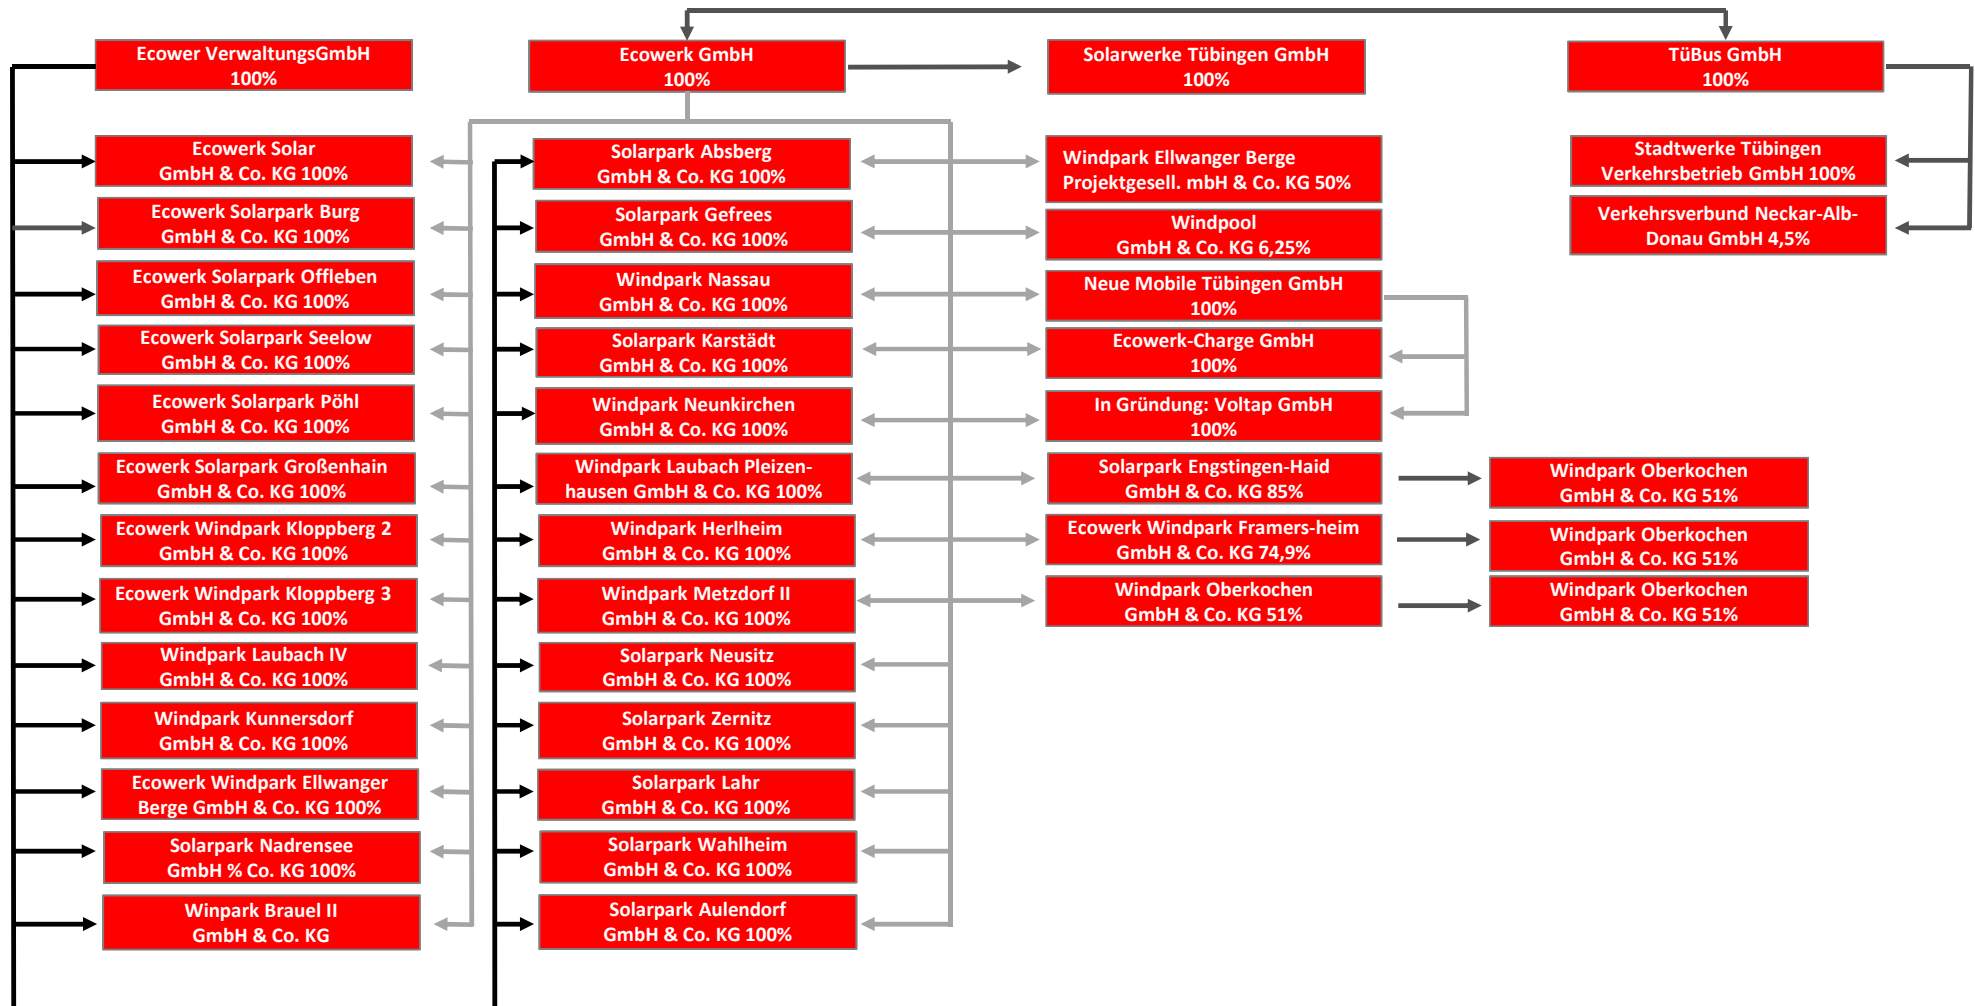 Ecower VerwaltungsGmbH
100%
Ecowerk GmbH
100%
Solarwerke Tübingen GmbH
100%
TüBus GmbH
100%
Ecowerk Solar
GmbH & Co. KG 100%
Ecowerk Solarpark Burg
GmbH & Co. KG 100%
Ecowerk Solarpark Offleben
GmbH & Co. KG 100%
Ecowerk Solarpark Seelow
GmbH & Co. KG 100%
Ecowerk Solarpark Pöhl
GmbH & Co. KG 100%
Ecowerk Solarpark Großenhain
GmbH & Co. KG 100%
Ecowerk Windpark Kloppberg 2
GmbH & Co. KG 100%
Ecowerk Windpark Kloppberg 3
GmbH & Co. KG 100%
Windpark Laubach IV
GmbH & Co. KG 100%
Windpark Kunnersdorf
GmbH & Co. KG 100%
Ecowerk Windpark Ellwanger
Berge GmbH & Co. KG 100%
Solarpark Nadrensee
GmbH % Co. KG 100%
Winpark Brauel II
GmbH & Co. KG
Solarpark Absberg
GmbH & Co. KG 100%
Solarpark Gefrees
GmbH & Co. KG 100%
Windpark Nassau
GmbH & Co. KG 100%
Solarpark Karstädt
GmbH & Co. KG 100%
Windpark Neunkirchen
GmbH & Co. KG 100%
Windpark Laubach Pleizen-
hausen GmbH & Co. KG 100%
Windpark Herlheim
GmbH & Co. KG 100%
Windpark Metzdorf II
GmbH & Co. KG 100%
Solarpark Neusitz
GmbH & Co. KG 100%
Solarpark Zernitz
GmbH & Co. KG 100%
Solarpark Lahr
GmbH & Co. KG 100%
Solarpark Wahlheim
GmbH & Co. KG 100%
Solarpark Aulendorf
GmbH & Co. KG 100%
Windpark Ellwanger Berge
Projektgesell. mbH & Co. KG 50%
Windpool
GmbH & Co. KG 6,25%
Neue Mobile Tübingen GmbH
100%
Ecowerk-Charge GmbH
100%
In Gründung: Voltap GmbH
100%
Solarpark Engstingen-Haid
GmbH & Co. KG 85%
Ecowerk Windpark Framers-heim
GmbH & Co. KG 74,9%
Windpark Oberkochen
GmbH & Co. KG 51%
Windpark Oberkochen
GmbH & Co. KG 51%
Windpark Oberkochen
GmbH & Co. KG 51%
Windpark Oberkochen
GmbH & Co. KG 51%
Stadtwerke Tübingen
Verkehrsbetrieb GmbH 100%
Verkehrsverbund Neckar-Alb-
Donau GmbH 4,5%